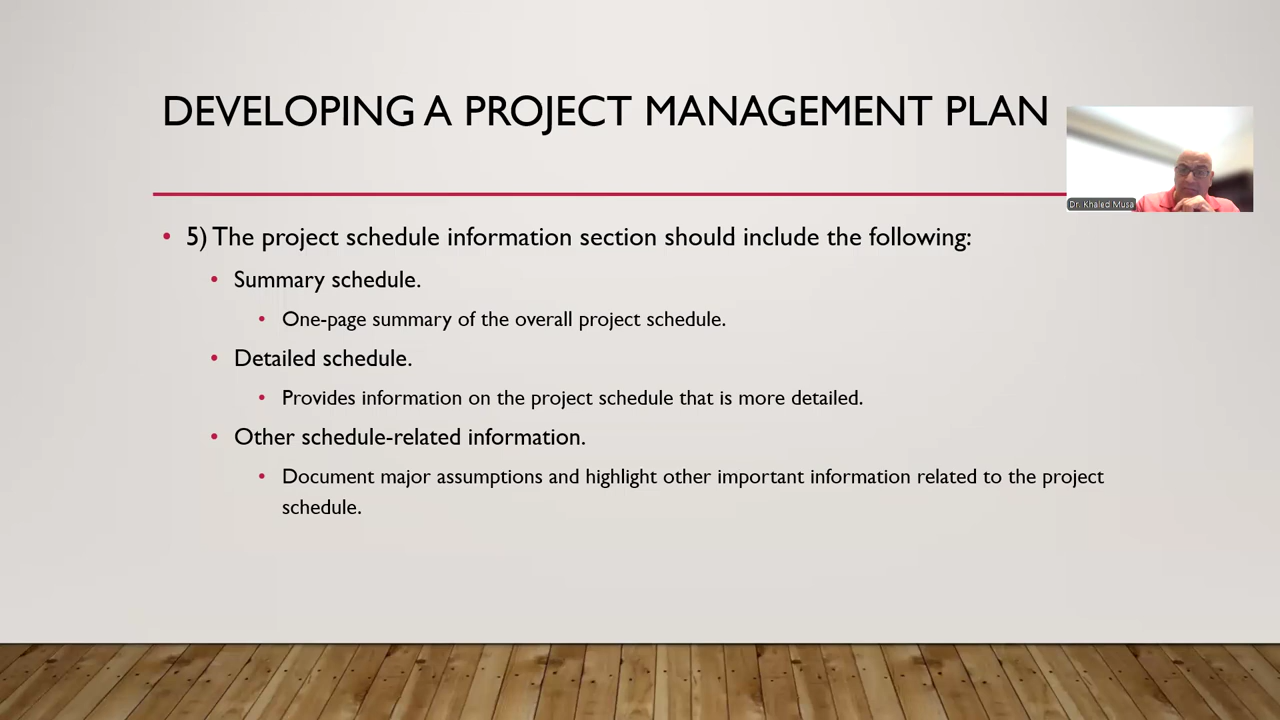 DEVELOPING A PROJECT MANAGEMENT PLAN
Dr. Khaled Musa
• 5) The project schedule information section should include the following:
• Summary schedule.
• One-page summary of the overall project schedule.
• Detailed schedule.
• Provides information on the project schedule that is more detailed.
• Other schedule-related information.
• Document major assumptions and highlight other important information related to the project
schedule.